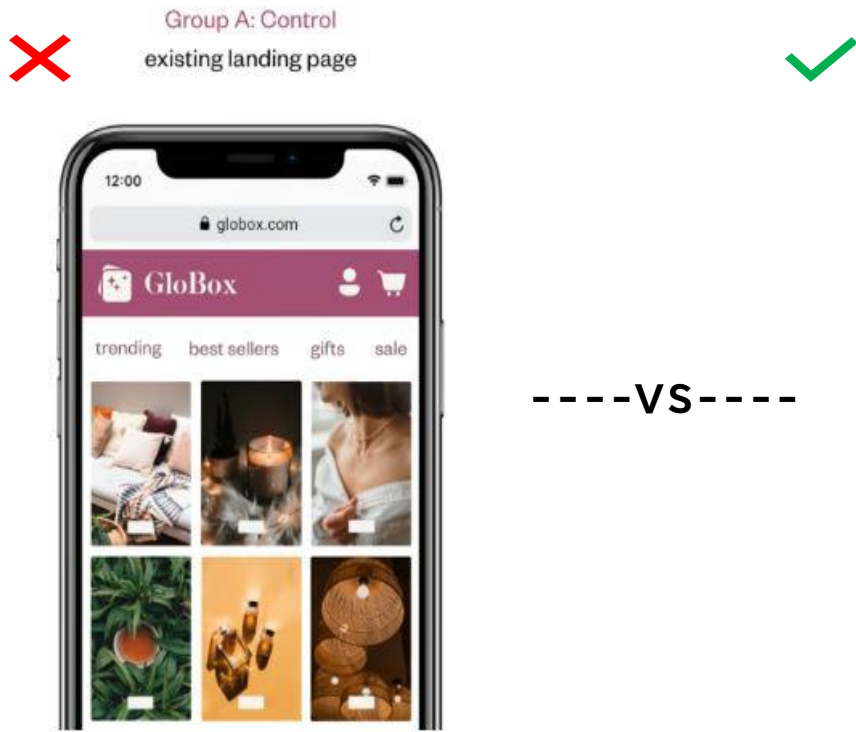 Group A: Control
existing landing page
12:00
globox.com
GloBox
trending best sellers gifts sale
----VS----